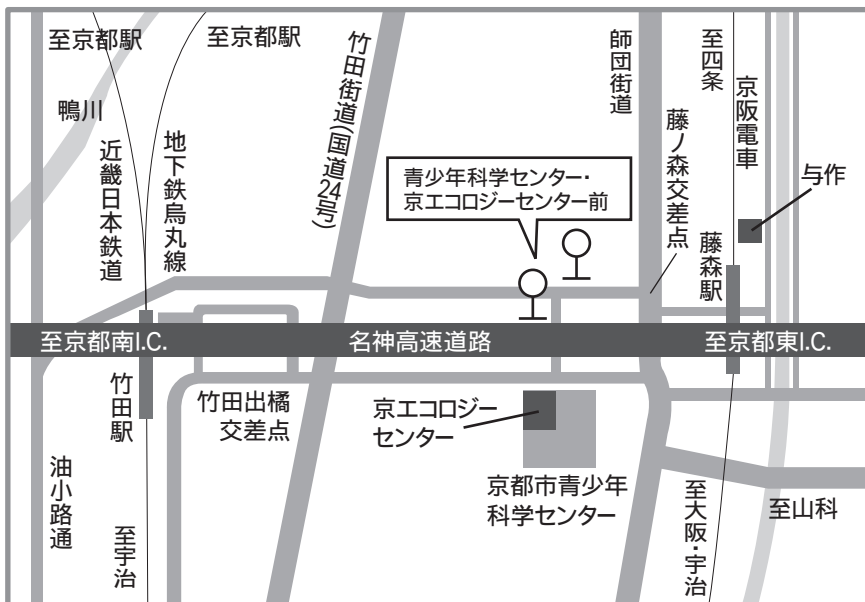 至京都駅
至京都駅
鴨川
近畿日本鉄道
地下鉄烏丸線
竹田街道(国道24号)
師団街道
藤ノ森交差点
至四条
京阪電車
与作
青少年科学センター・
京エコロジーセンター前
藤森駅
至京都南I.C.
名神高速道路
至京都東I.C.
竹田駅
竹田出橋
交差点
京エコロジー
センター
京都市青少年
科学センター
油小路通
至宇治
至大阪・宇治
至山科